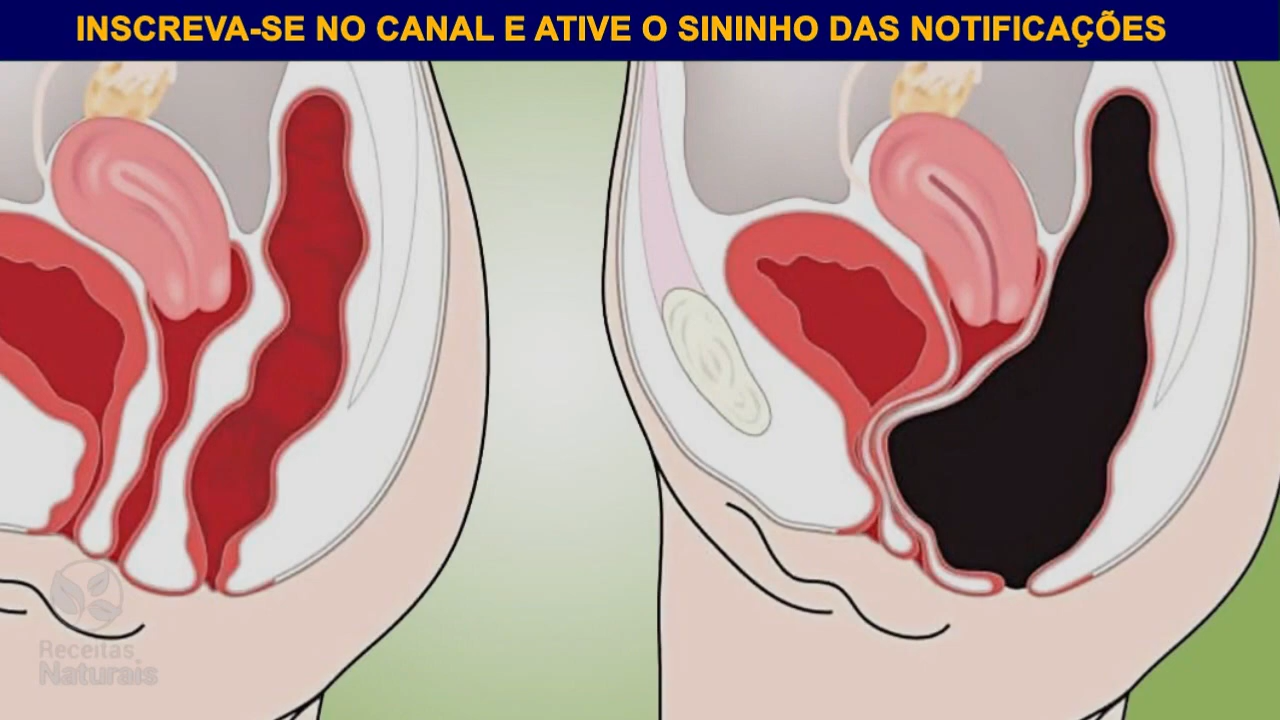 INSCREVA-SE NO CANAL E ATIVE O SININHO DAS NOTIFICAÇÕES
Receitas
Naturais